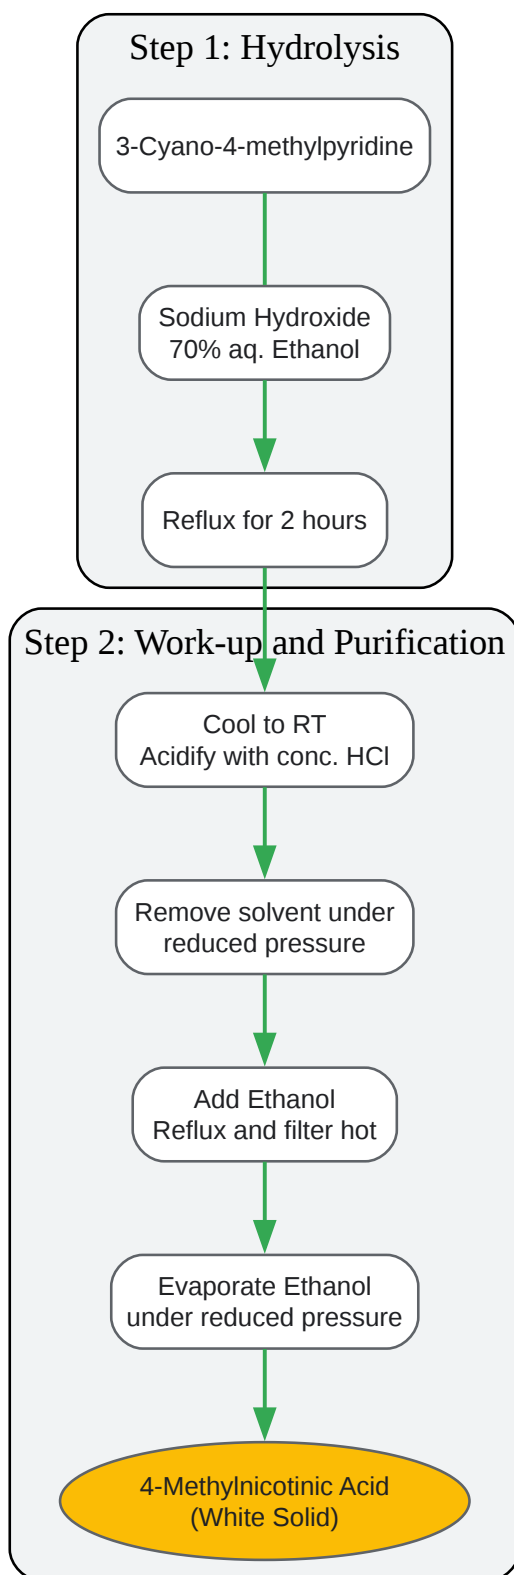 Step 1: Hydrolysis
3-Cyano-4-methylpyridine
Sodium Hydroxide
70% aq. Ethanol
Reflux for 2 hours
Step 2: Work-up and Purification
Cool to RT
Acidify with conc. HCl
Remove solvent under
reduced pressure
Add Ethanol
Reflux and filter hot
Evaporate Ethanol
under reduced pressure
4-Methylnicotinic Acid
(White Solid)